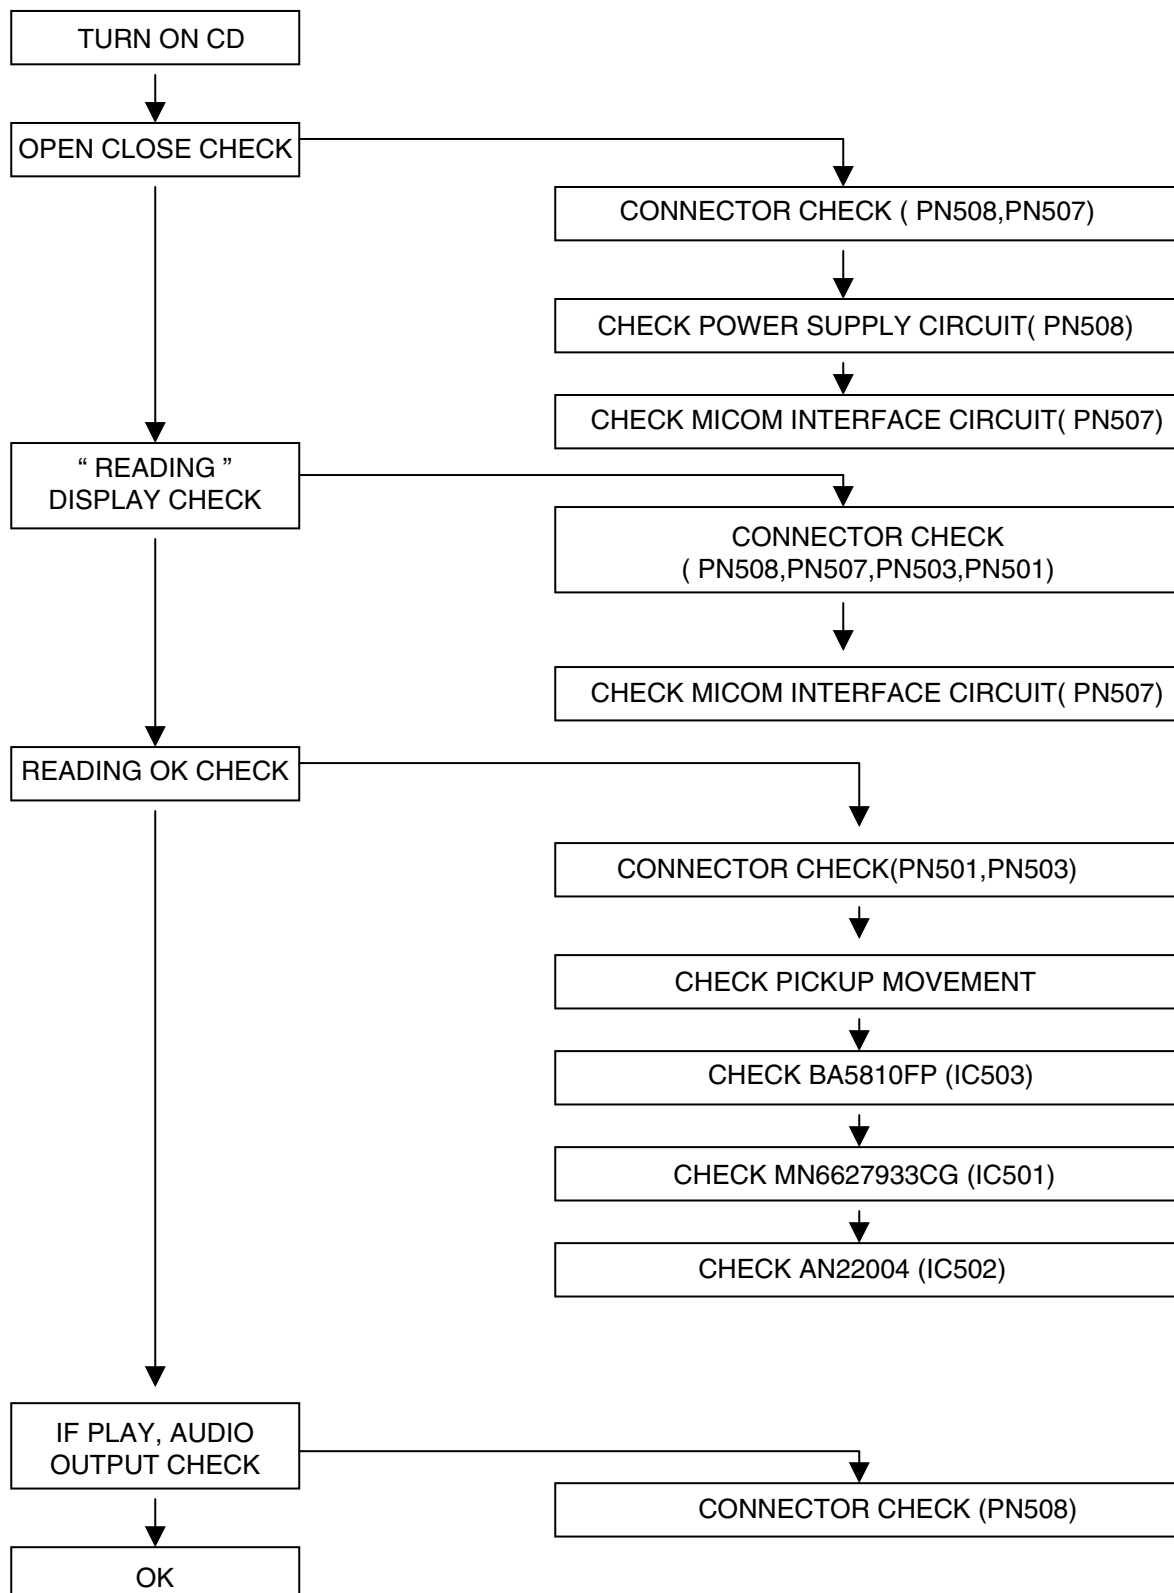 TURN ON CD
OPEN CLOSE CHECK
CONNECTOR CHECK ( PN508,PN507)
CHECK POWER SUPPLY CIRCUIT( PN508)
CHECK MICOM INTERFACE CIRCUIT( PN507)
“ READING ”
DISPLAY CHECK
CONNECTOR CHECK
( PN508,PN507,PN503,PN501)
CHECK MICOM INTERFACE CIRCUIT( PN507)
READING OK CHECK
CONNECTOR CHECK(PN501,PN503)
CHECK PICKUP MOVEMENT
CHECK BA5810FP (IC503)
CHECK MN6627933CG (IC501)
CHECK AN22004 (IC502)
IF PLAY, AUDIO
OUTPUT CHECK
CONNECTOR CHECK (PN508)
OK